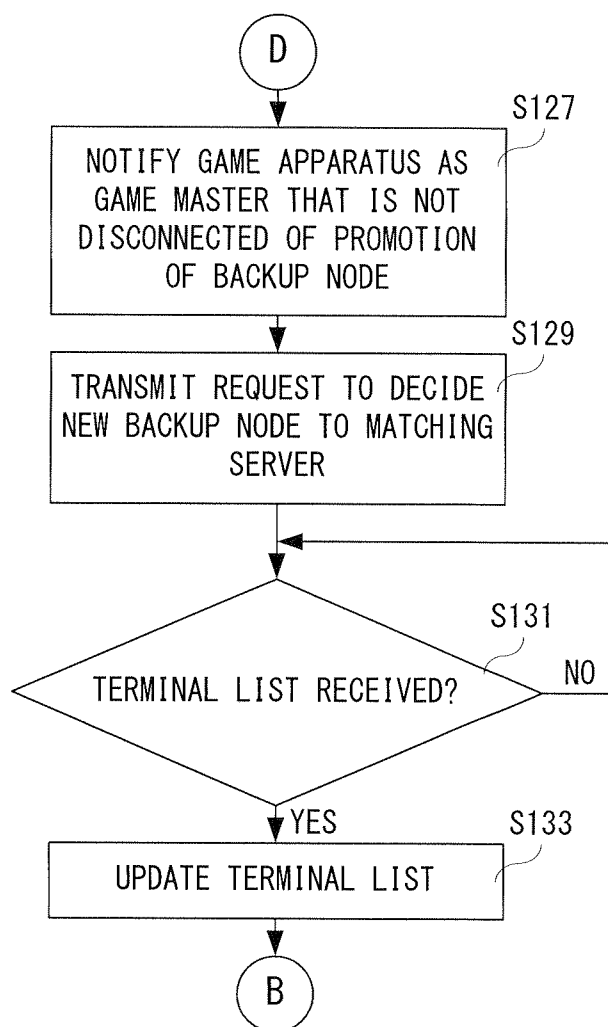 D
S127
NOTIFY GAME APPARATUS AS
GAME MASTER THAT IS NOT
DISCONNECTED OF PROMOTION
OF BACKUP NODE
S129
TRANSMIT REQUEST TO DECIDE
NEW BACKUP NODE TO MATCHING
SERVER
S131
TERMINAL LIST RECEIVED?
NO
YES
S133
UPDATE TERMINAL LIST
B